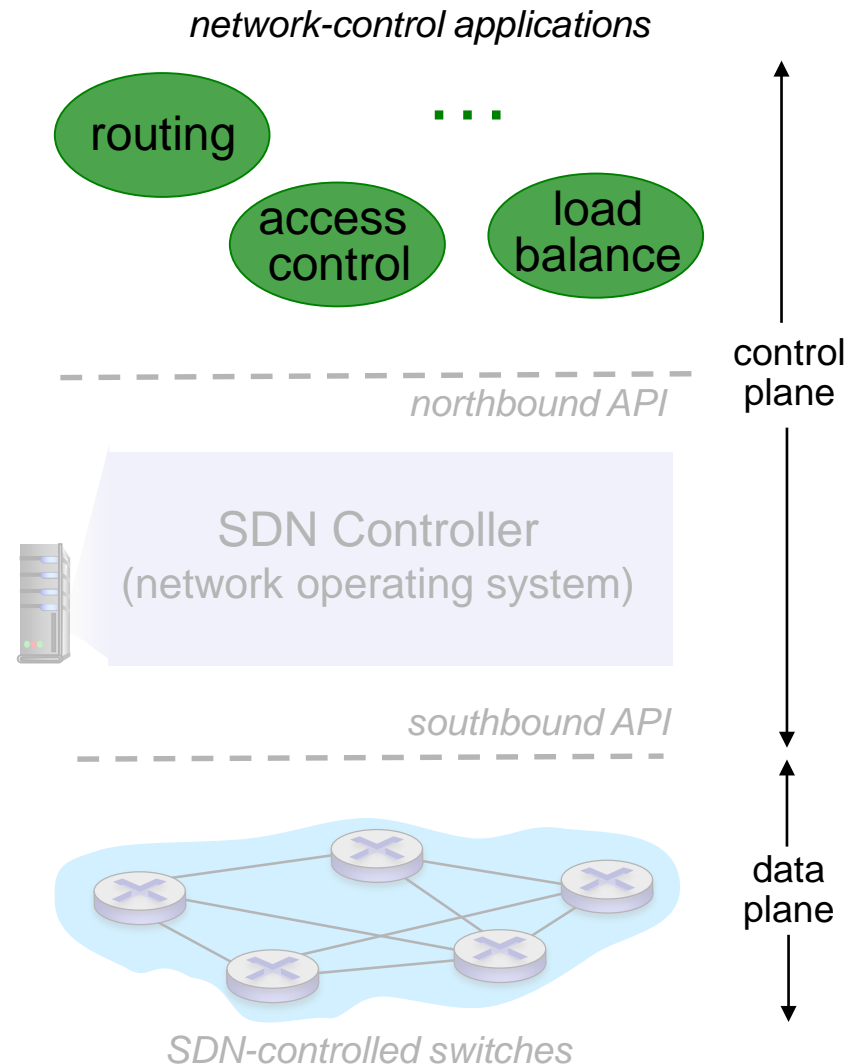 network-control applications
routing
...
access
control
load
balance
control
plane
northbound API
SDN Controller
(network operating system)
southbound API
data
plane
SDN-controlled switches